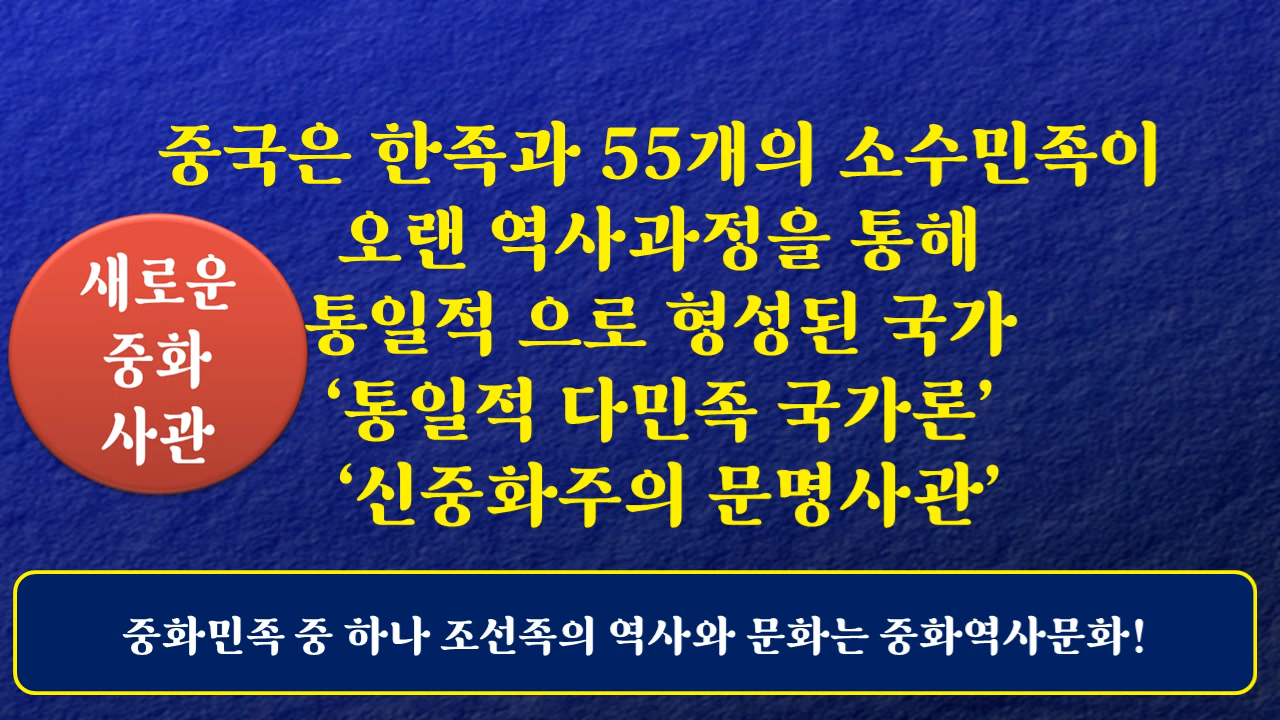 중국은 한족과 55개의 소수민족이
오랜 역사과정을 통해
통일적 으로 형성된 국가
‘통일적 다민족 국가론’
‘신중화주의 문명사관’
새로운
중화
사관
중화민족 중 하나 조선족의 역사와 문화는 중화역사문화!